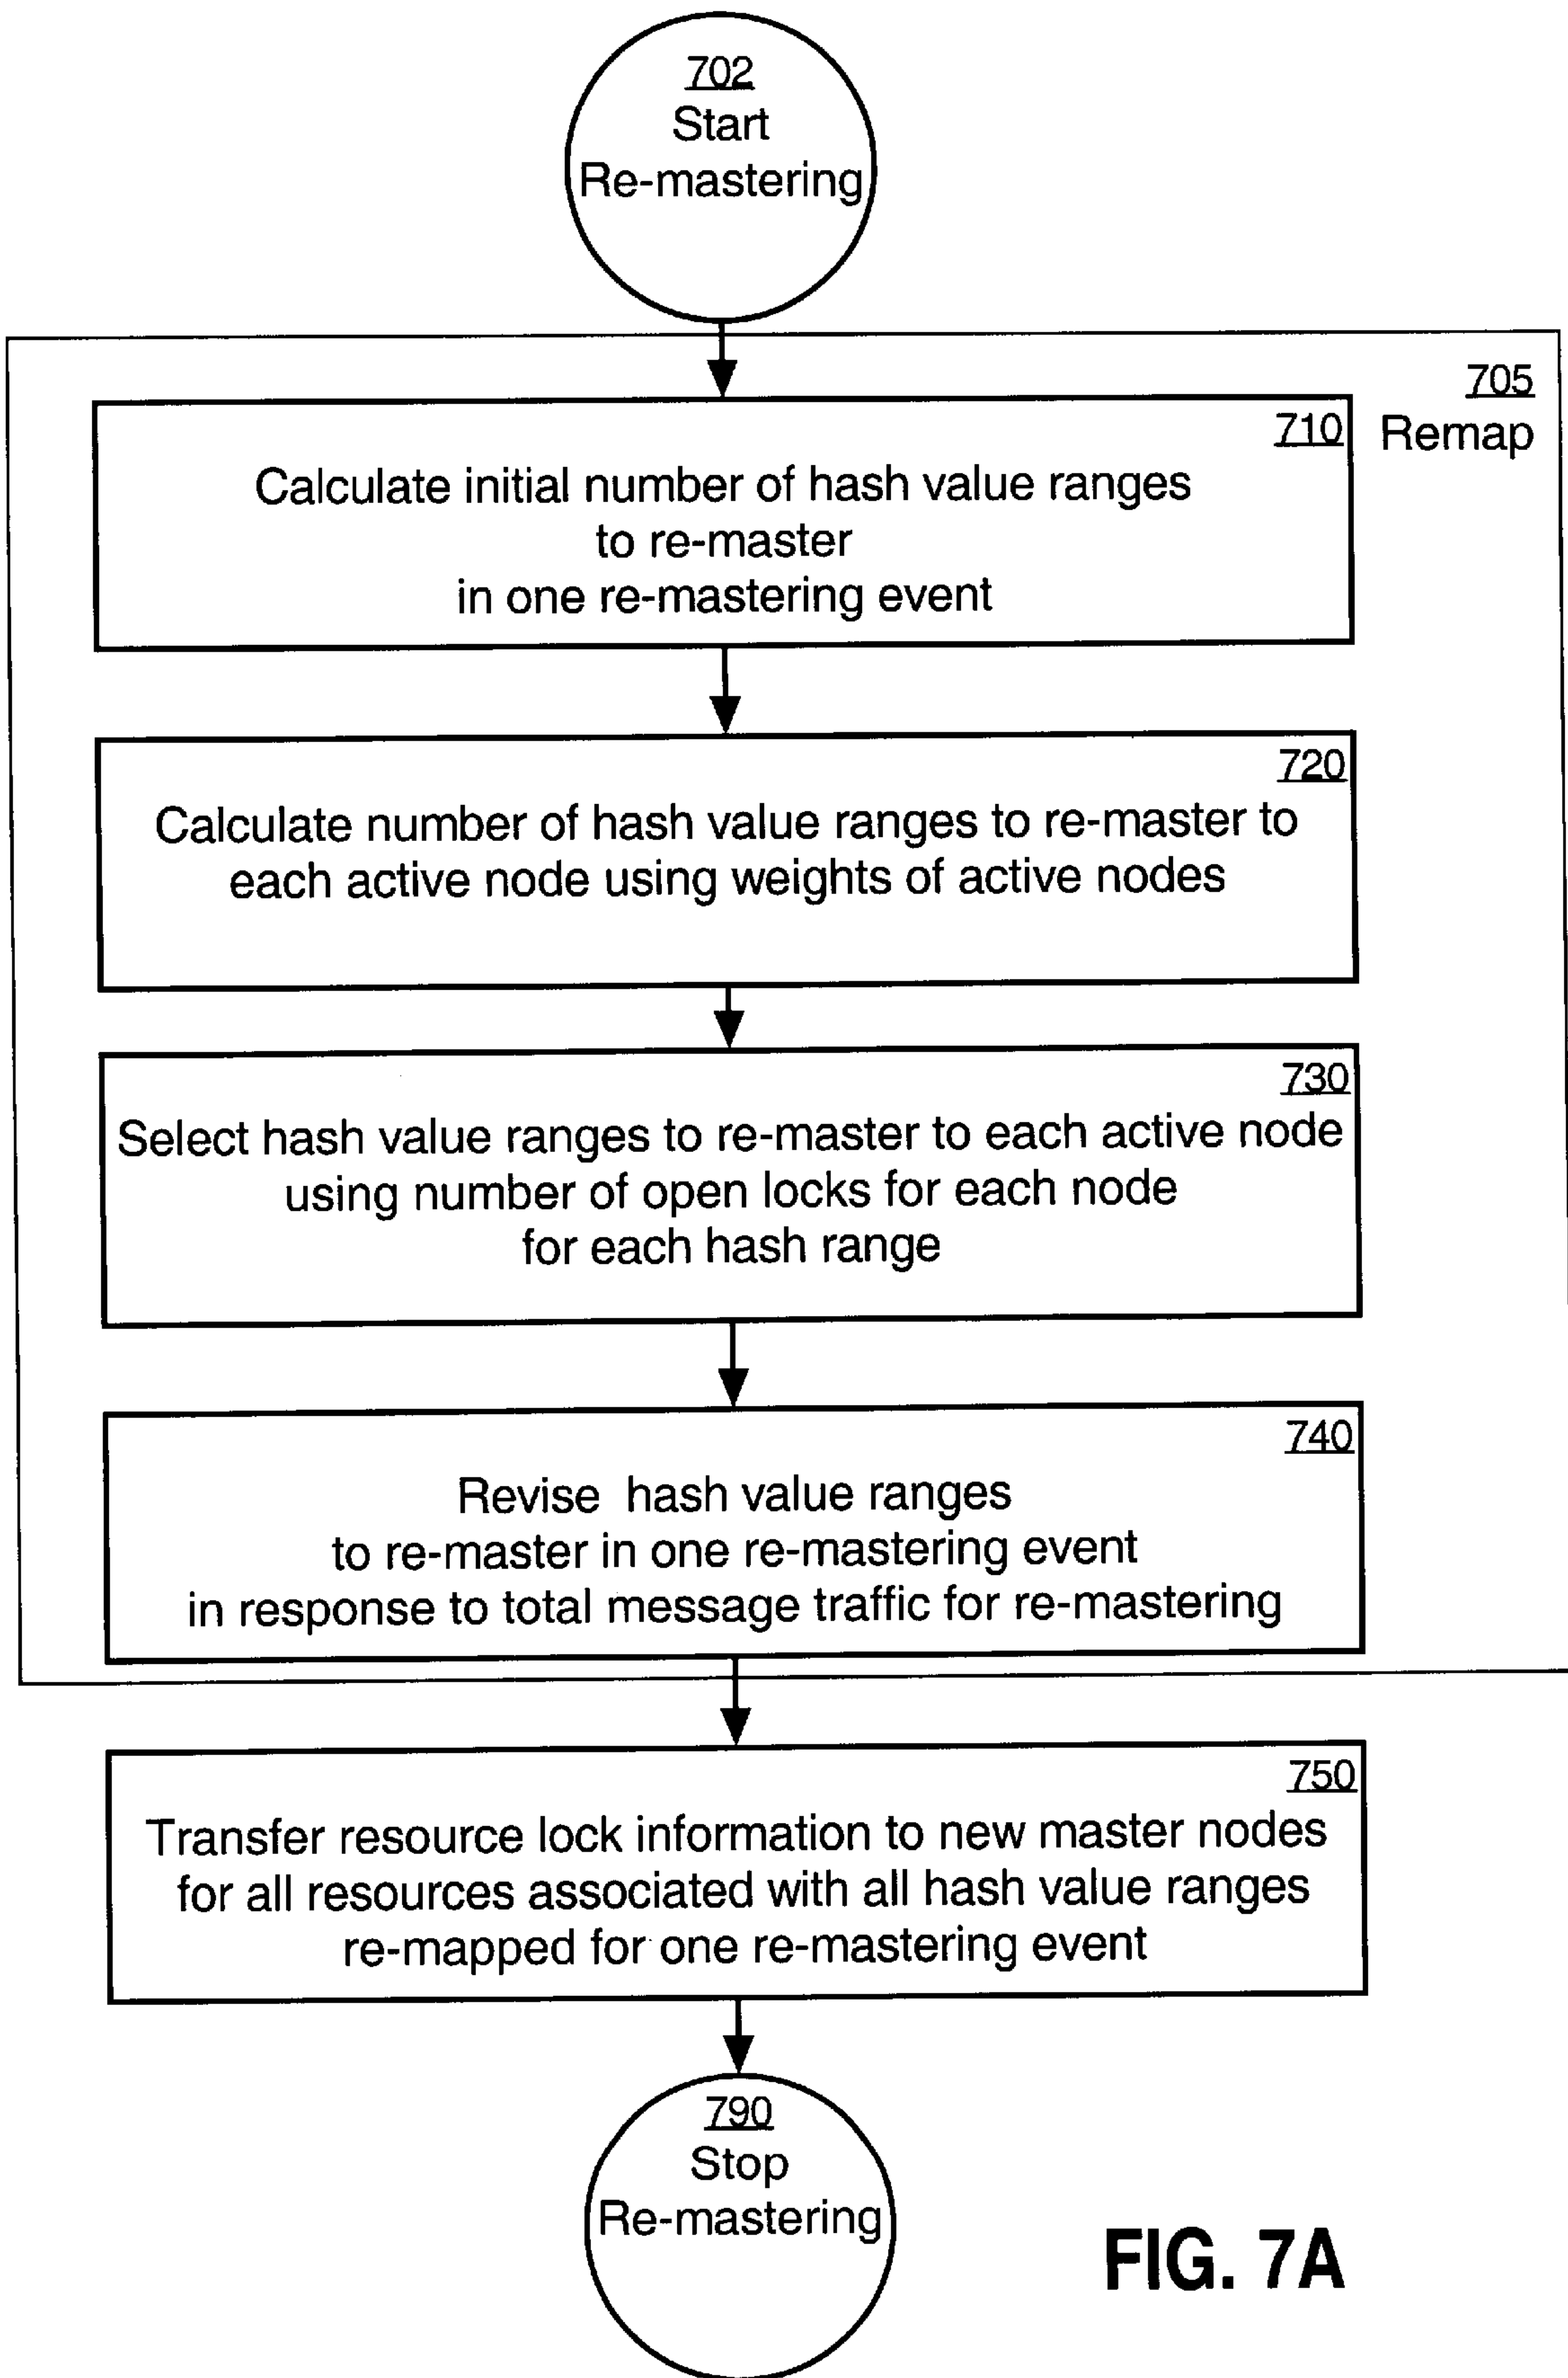 702
Start
Re-mastering
705
Remap
710
Calculate initial number of hash value ranges
to re-master
in one re-mastering event
720
Calculate number of hash value ranges to re-master to
each active node using weights of active nodes
730
Select hash value ranges to re-master to each active node
using number of open locks for each node
for each hash range
740
Revise hash value ranges
to re-master in one re-mastering event
in response to total message traffic for re-mastering
750
Transfer resource lock information to new master nodes
for all resources associated with all hash value ranges
re-mapped for one re-mastering event
790
Stop
Re-mastering
FIG. 7A